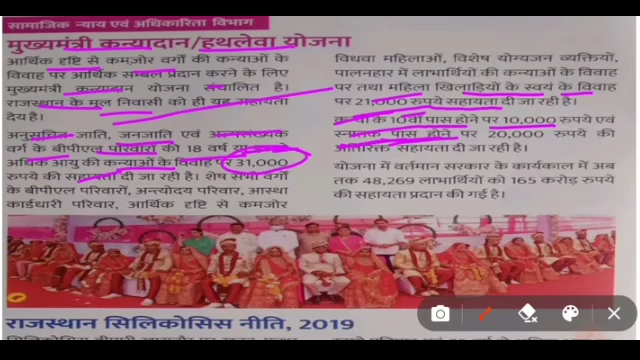 सामाजिक न्याय एवं अधिकारिता विभाग
मुख्यमंत्री कन्यादान/हथलेवा योजना
आर्थिक दृष्टि से कमज़ोर वर्गों की कन्याओं के
विवाह पर आर्थिक सम्बल प्रदान करने के लिए
मुख्यमंत्री कन्यादान योजना संचालित है।
राजस्थान के मूल निवासी को ही यह सहायता
देय है।
अनुसूचित जाति, जनजाति एवं अल्पसंख्यक
वर्ग के बीपीएल परिवारों की 18 वर्ष या
अधिक आयु की कन्याओं के विवाह पर 31,000
रुपये की सहायता दी जा रही है। शेष सभी वर्गों
के बीपीएल परिवारों, अन्त्योदय परिवार, आस्था
कार्डधारी परिवार, आर्थिक दृष्टि से कमजोर
विधवा महिलाओं, विशेष योग्यजन व्यक्तियों,
पालनहार में लाभार्थियों की कन्याओं के विवाह
पर तथा महिला खिलाड़ियों के स्वयं के विवाह
पर 21,000 रुपये सहायता दी जा रही है।
कन्या के 10वीं पास होने पर 10,000 रुपये एवं
स्नातक पास होने पर 20,000 रुपये की
अतिरिक्त सहायता दी जा रही है।
योजना में वर्तमान सरकार के कार्यकाल में अब
तक 48,269 लाभार्थियों को 165 करोड़ रुपये
की सहायता प्रदान की गई है।
राजस्थान सिलिकोसिस नीति, 2019